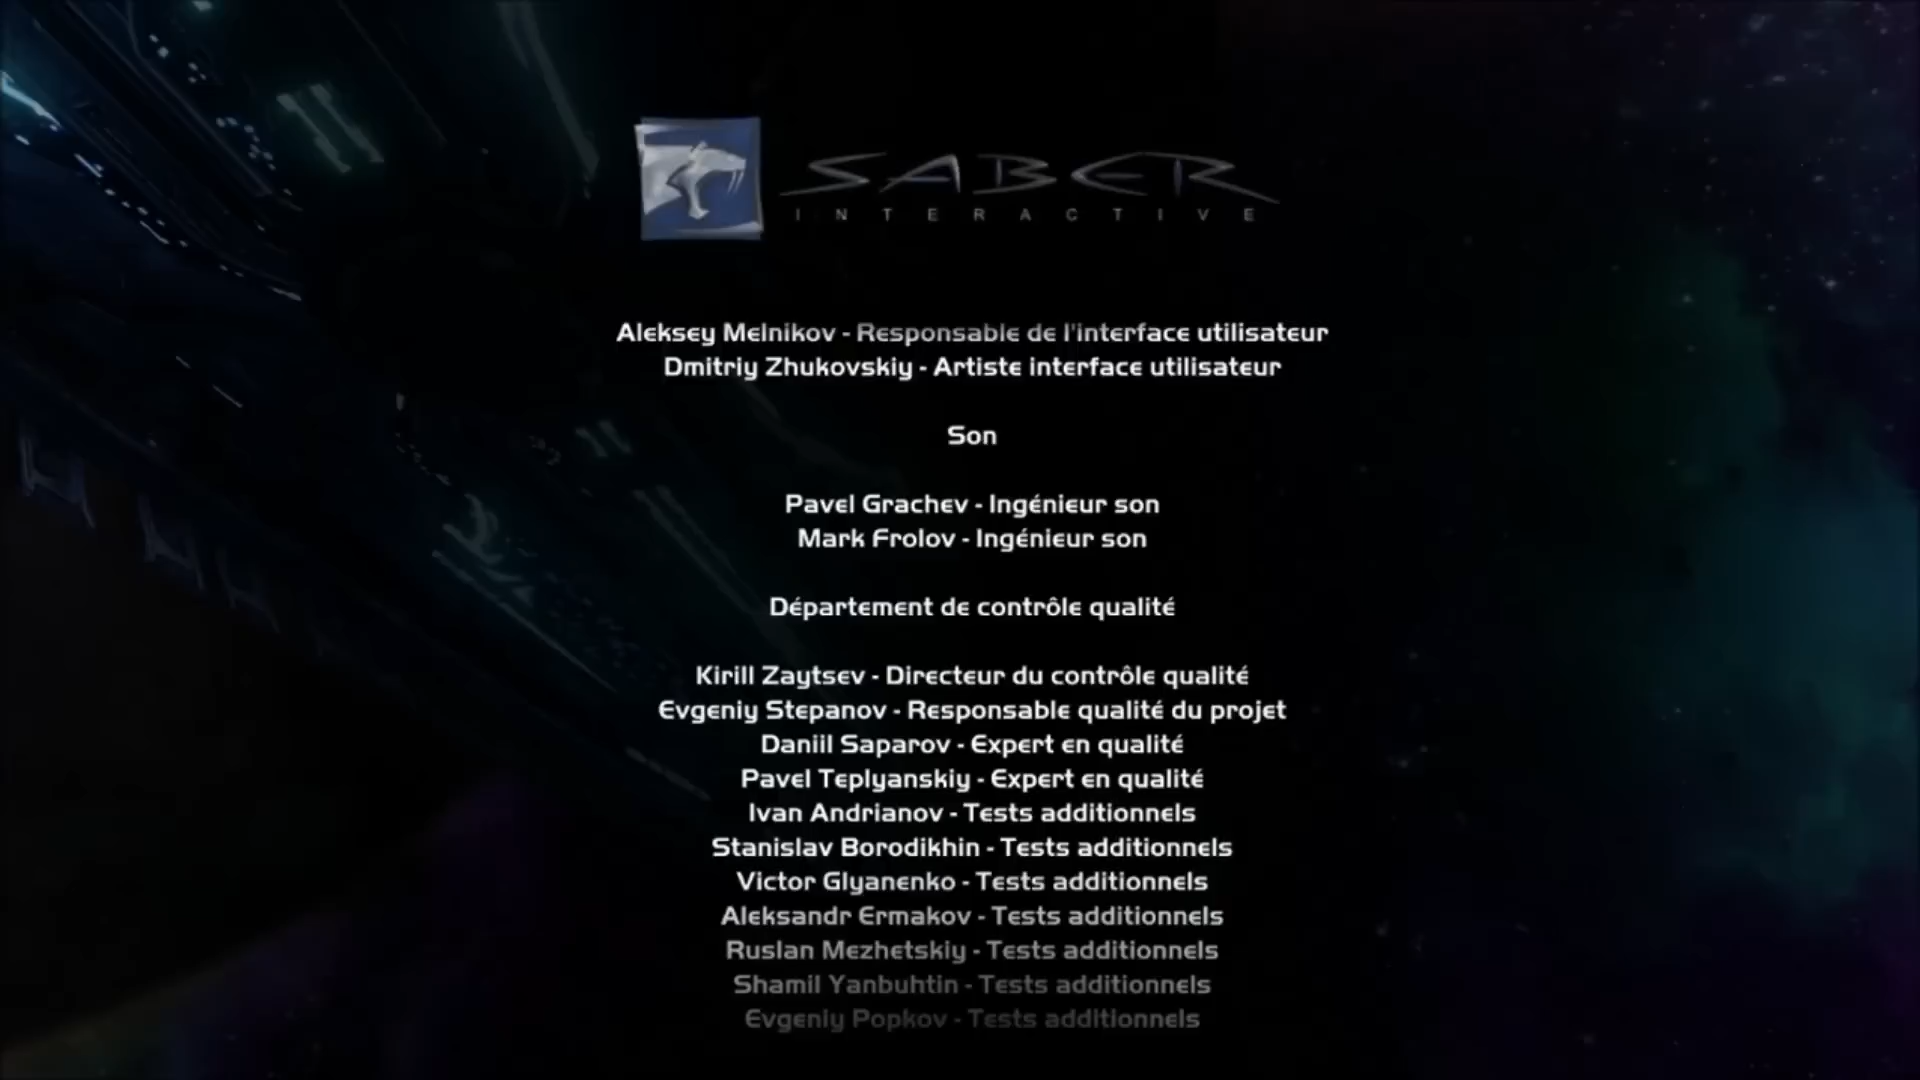 SABER
INTERACTIVE
Aleksey Melnikov - Responsable de l'interface utilisateur
Dmitriy Zhukovskiy - Artiste interface utilisateur
Son
Pavel Grachev - Ingénieur son
Mark Frolov - Ingénieur son
Département de contrôle qualité
Kirill Zaytsev - Directeur du contrôle qualité
Evgeniy Stepanov - Responsable qualité du projet
Daniil Saparov - Expert en qualité
Pavel Teplyanskiy - Expert en qualité
Ivan Andrianov - Tests additionnels
Stanislav Borodikhin - Tests additionnels
Victor Glyanenko - Tests additionnels
Aleksandr Ermakov - Tests additionnels
Ruslan Mezhetskiy - Tests additionnels
Shamil Yanbuhtin - Tests additionnels
Evgeniy Popkov - Tests additionnels